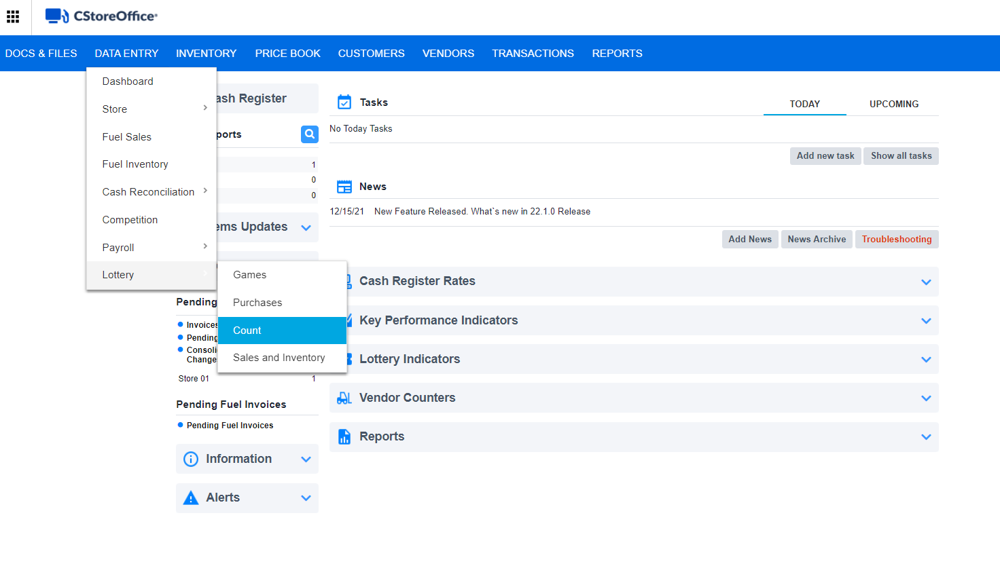 CStoreOffice®
DOCS & FILES DATA ENTRY INVENTORY PRICE BOOK CUSTOMERS VENDORS TRANSACTIONS REPORTS
Dashboard
Store
Fuel Sales
Fuel Inventory
Cash Reconciliation
Competition
Payroll
Lottery
Games
Purchases
Count
Sales and Inventory
ash Register
ports
1
0
0
ems Updates
Pending
Invoices
Pending
Consoli
Change
Store 01 1
Pending Fuel Invoices
Pending Fuel Invoices
Information
Alerts
Tasks
TODAY UPCOMING
No Today Tasks
Add new task Show all tasks
News
12/15/21 New Feature Released. What`s new in 22.1.0 Release
Add News News Archive Troubleshooting
Cash Register Rates
Key Performance Indicators
Lottery Indicators
Vendor Counters
Reports